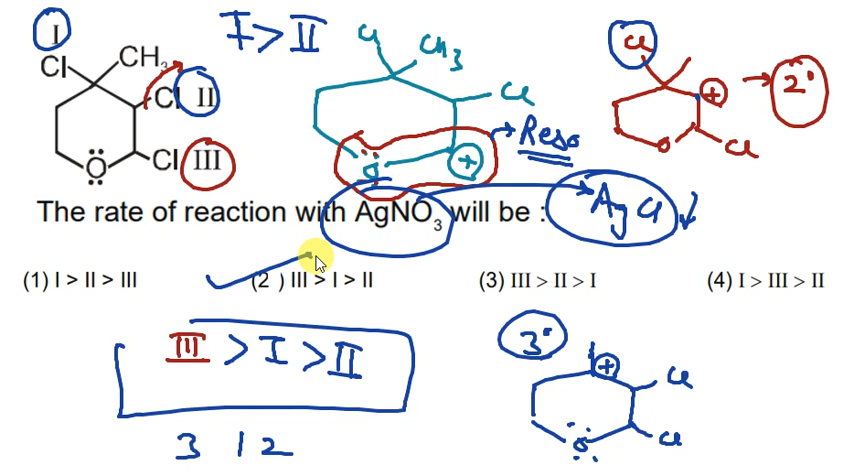 I
I > II
Cl
CH3
Cl
CH₃
Cl II
Cl
Cl
⊕ → 2°
Ö
Cl III
O
⊕
→ Reso
O
Cl
The rate of reaction with AgNO₃ will be :
AgCl ↓
(1) I > II > III
(2 ) III > I > II
(3) III > II > I
(4) I > III > II
III > I > II
3°
⊕
Cl
Cl
O
3 1 2